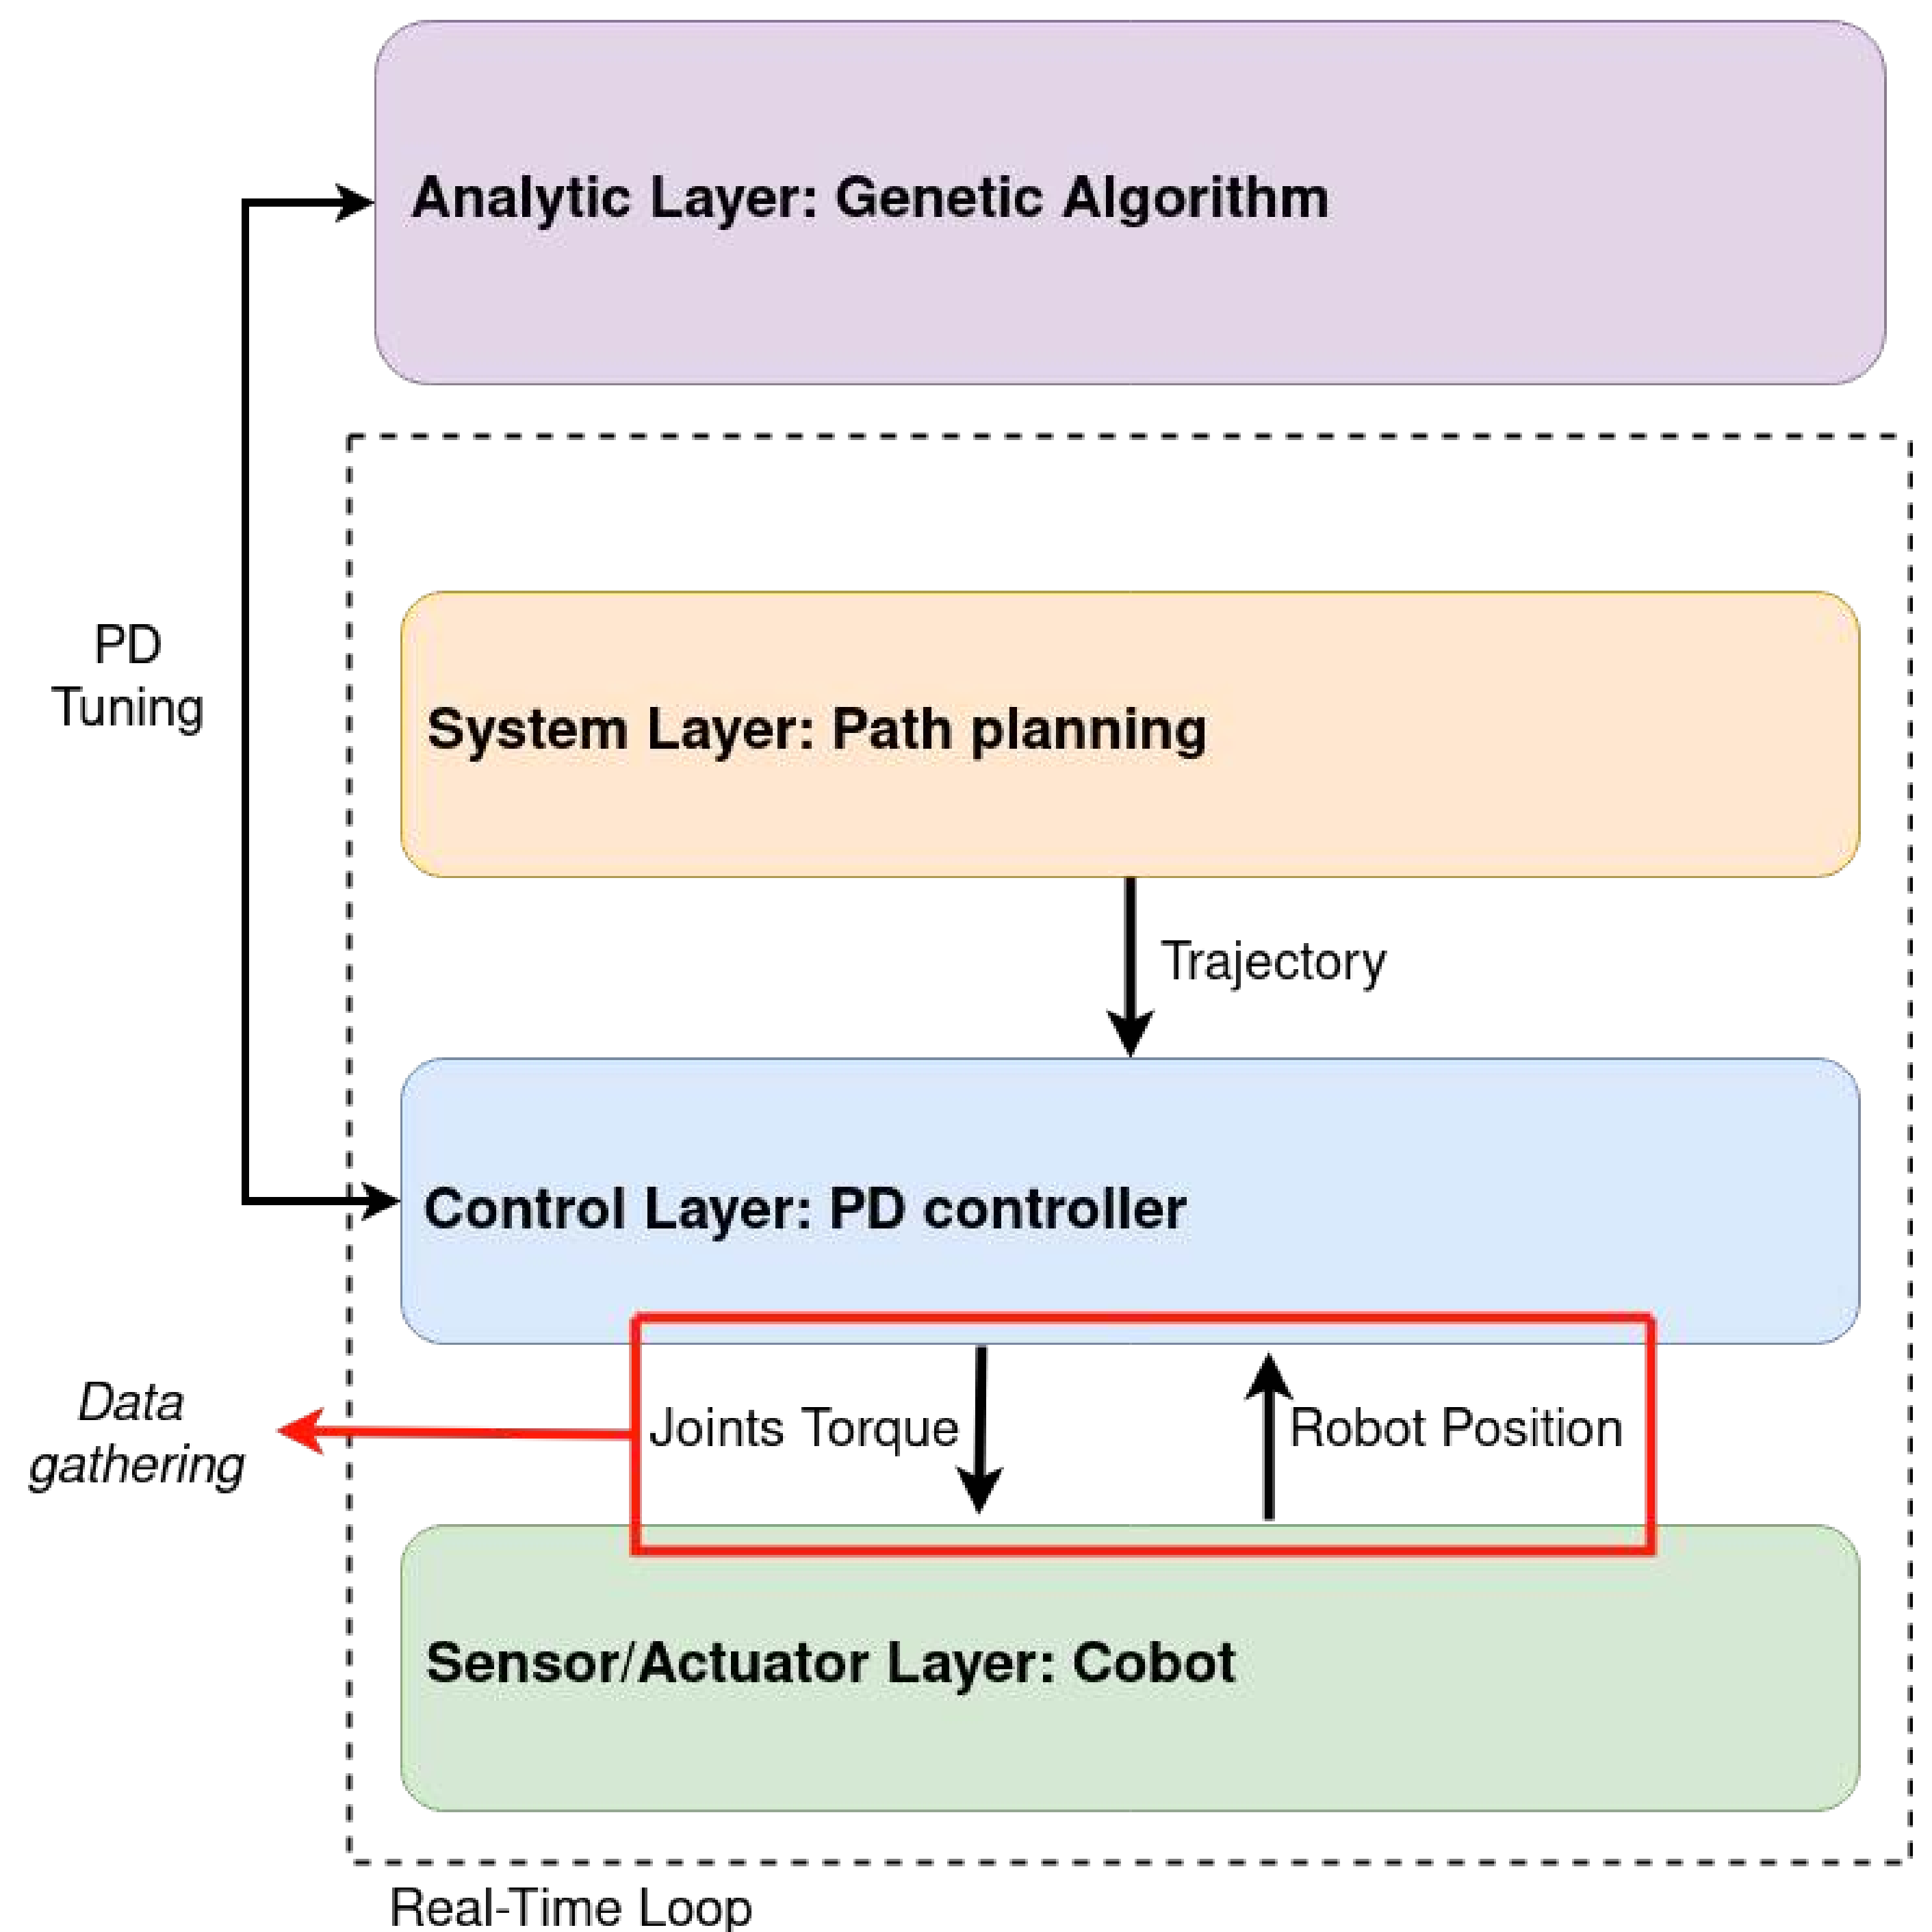 Analytic Layer: Genetic Algorithm
PD
Tuning
System Layer: Path planning
Trajectory
Control Layer: PD controller
Data
gathering
Joints Torque
Robot Position
Sensor/Actuator Layer: Cobot
Real-Time Loop